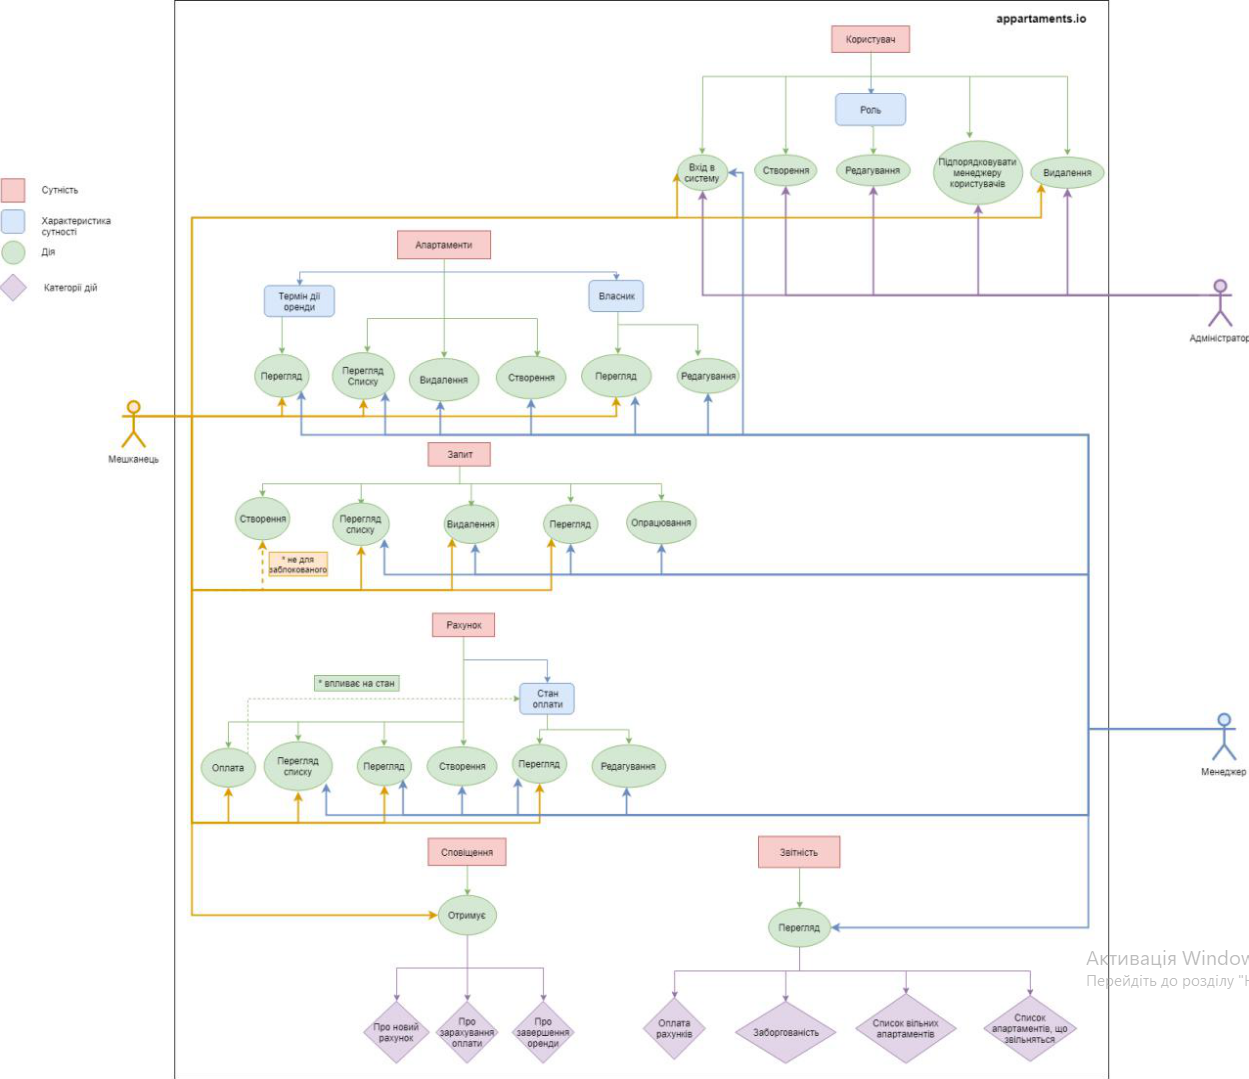 appartaments.io
Користувач
Роль
Вхід в
систему
Створення
Редагування
Підпорядковувати
менеджеру
користувачів
Видалення
Сутність
Характеристика
сутності
Дія
Категорії дій
Апартаменти
Термін дії
оренди
Власник
Адміністратор
Перегляд
Перегляд
Списку
Видалення
Створення
Перегляд
Редагування
Мешканець
Запит
Створення
Перегляд
списку
Видалення
Перегляд
Опрацювання
* не для
заблокованого
Рахунок
* впливає на стан
Стан
оплати
Оплата
Перегляд
списку
Перегляд
Створення
Перегляд
Редагування
Менеджер
Сповіщення
Звітність
Отримує
Перегляд
Активація Window
Перейдіть до розділу "Н
Про новий
рахунок
Про
зарахування
оплати
Про
завершення
оренди
Оплата
рахунків
Заборгованість
Список вільних
апартаментів
Список
апартаментів, що
звільняться